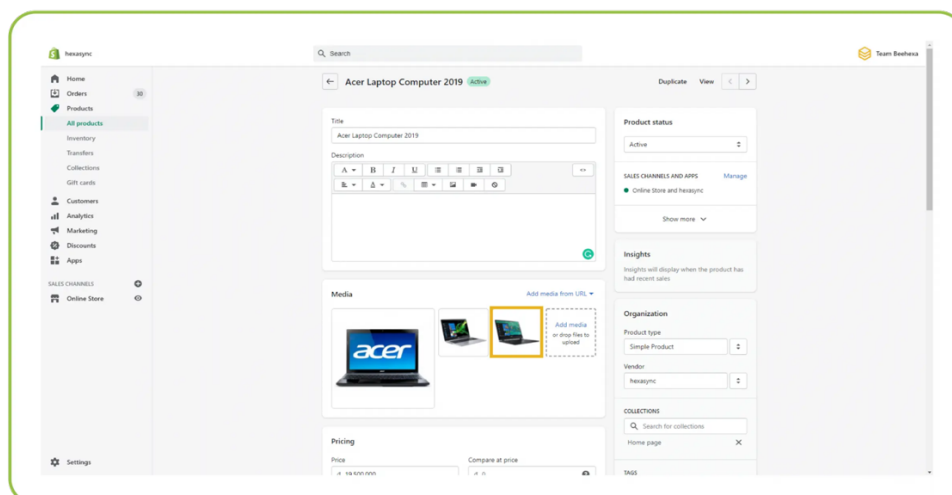 hexasync
Search
Team Beehexa
Home
Orders
30
Products
All products
Inventory
Transfers
Collections
Gift cards
Customers
Analytics
Marketing
Discounts
Apps
SALES CHANNELS
Online Store
Settings
Acer Laptop Computer 2019 Active
Duplicate View
Title
Acer Laptop Computer 2019
Description
A B I U
A
Media
Add media from URL
acer
Add media
or drop files to
upload
Pricing
Price
Compare at price
19,500,000
Product status
Active
SALES CHANNELS AND APPS Manage
Online Store and hexasync
Show more
Insights
Insights will display when the product has
had recent sales
Organization
Product type
Simple Product
Vendor
hexasync
COLLECTIONS
Search for collections
Home page
TAGS